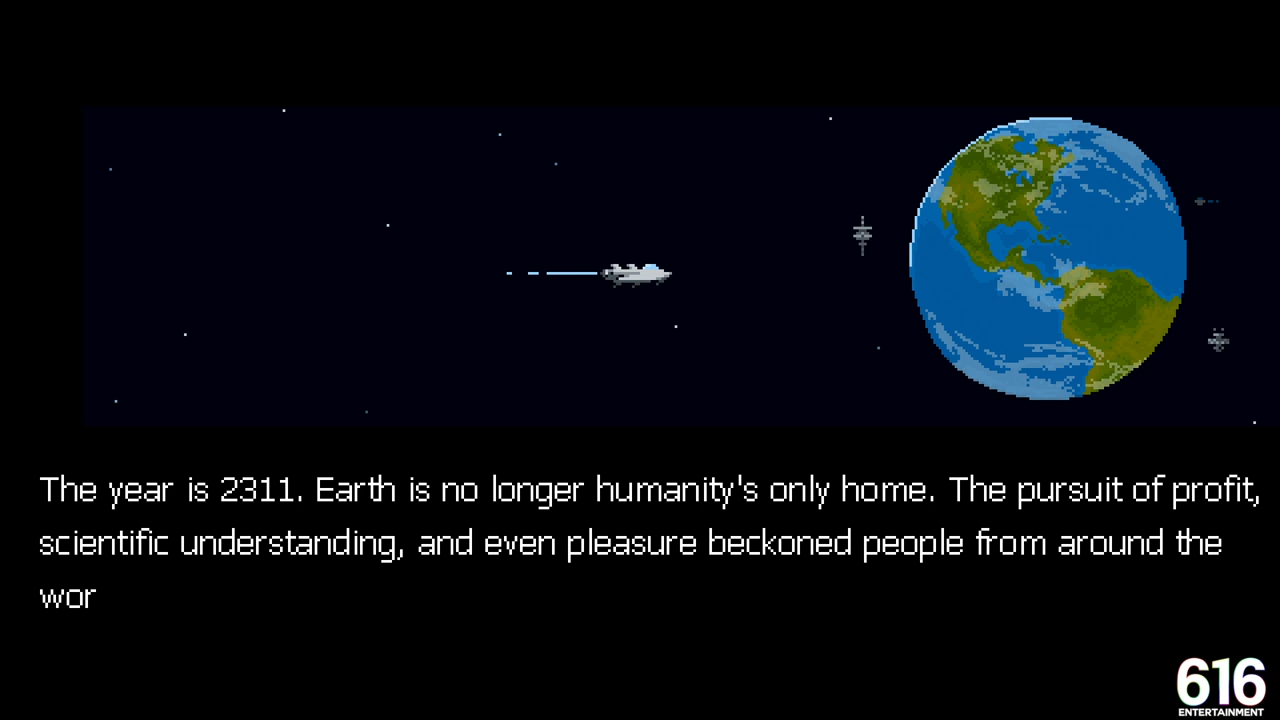 The year is 2311. Earth is no longer humanity's only home. The pursuit of profit,
scientific understanding, and even pleasure beckoned people from around the
wor
616
ENTERTAINMENT